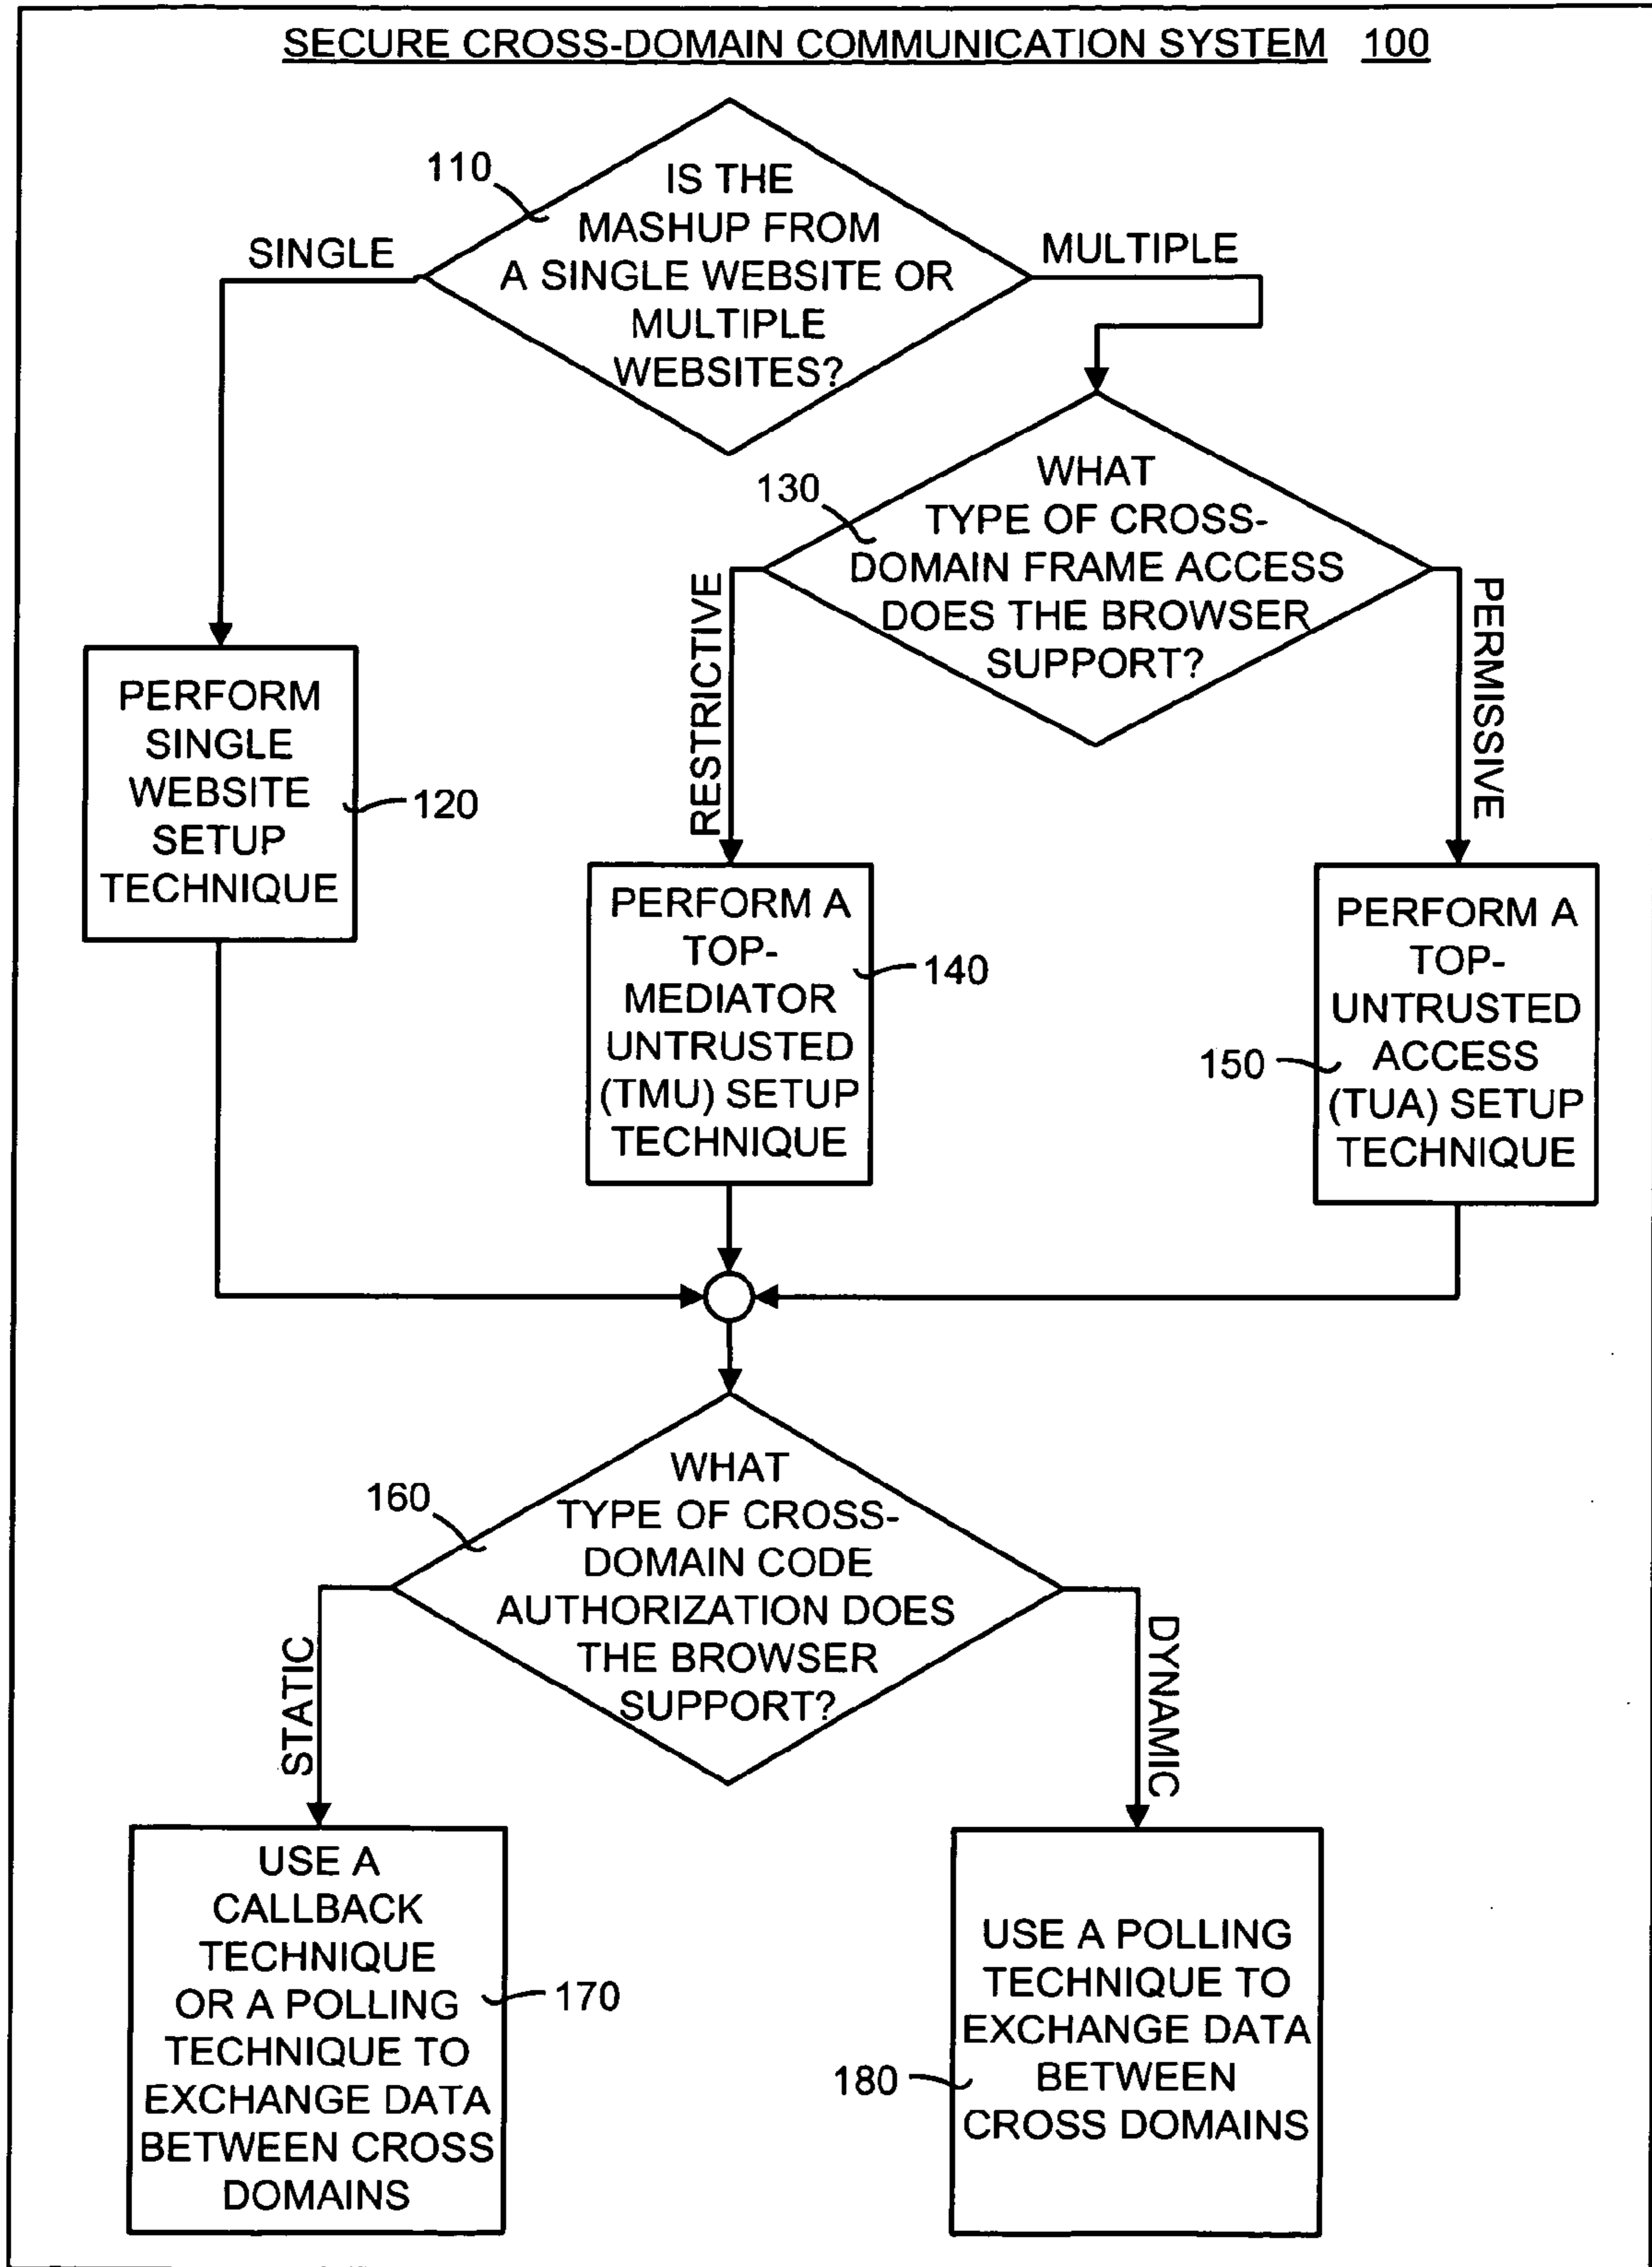 SECURE CROSS-DOMAIN COMMUNICATION SYSTEM 100
110
IS THE
MASHUP FROM
A SINGLE WEBSITE OR
MULTIPLE
WEBSITES?
SINGLE
MULTIPLE
130
WHAT
TYPE OF CROSS-
DOMAIN FRAME ACCESS
DOES THE BROWSER
SUPPORT?
RESTRICTIVE
PERMISSIVE
PERFORM
SINGLE
WEBSITE
SETUP
TECHNIQUE
120
PERFORM A
TOP-
MEDIATOR
UNTRUSTED
(TMU) SETUP
TECHNIQUE
140
PERFORM A
TOP-
UNTRUSTED
ACCESS
(TUA) SETUP
TECHNIQUE
150
160
WHAT
TYPE OF CROSS-
DOMAIN CODE
AUTHORIZATION DOES
THE BROWSER
SUPPORT?
STATIC
DYNAMIC
USE A
CALLBACK
TECHNIQUE
OR A POLLING
TECHNIQUE TO
EXCHANGE DATA
BETWEEN CROSS
DOMAINS
170
USE A POLLING
TECHNIQUE TO
EXCHANGE DATA
BETWEEN
CROSS DOMAINS
180